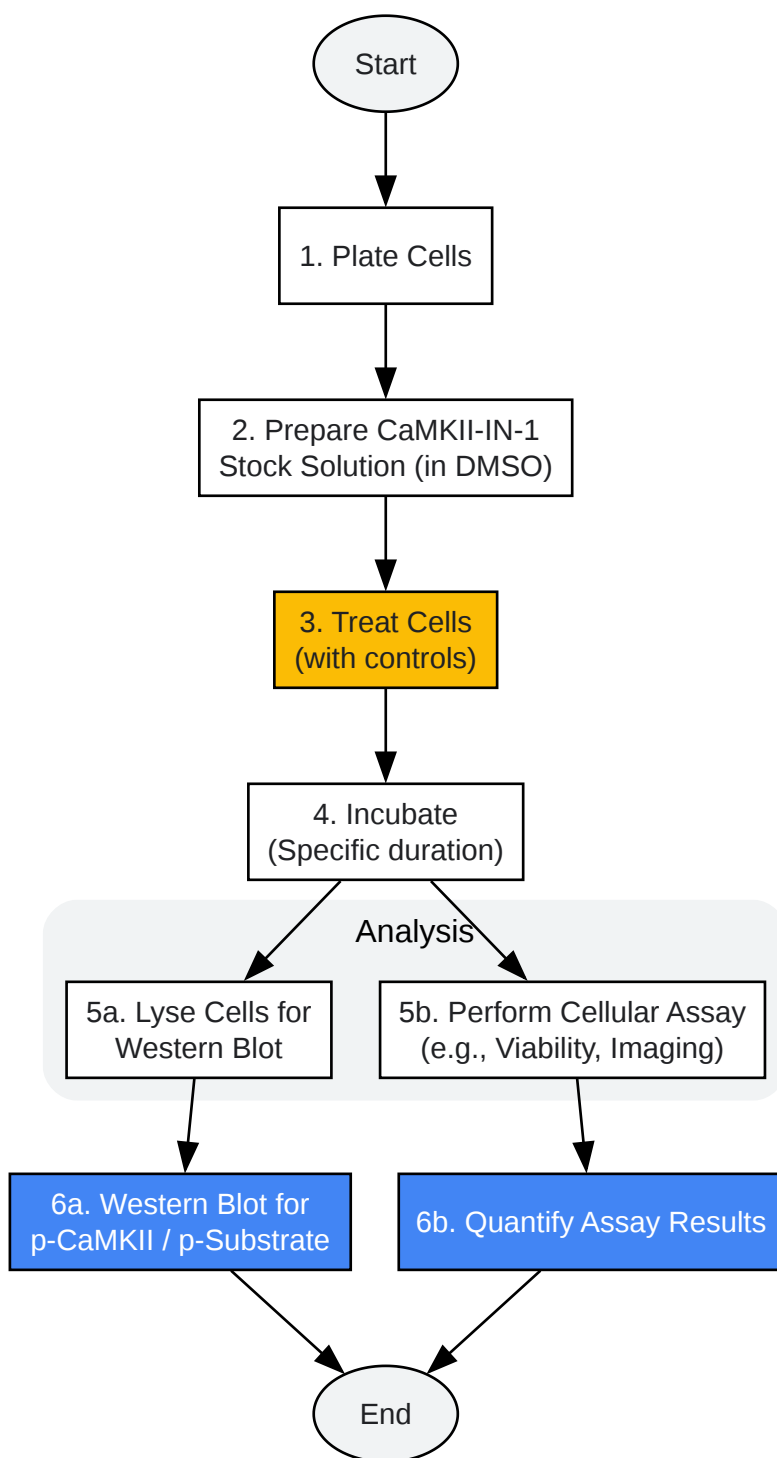 Start
1. Plate Cells
2. Prepare CaMKII-IN-1
Stock Solution (in DMSO)
3. Treat Cells
(with controls)
4. Incubate
(Specific duration)
Analysis
5a. Lyse Cells for
Western Blot
5b. Perform Cellular Assay
(e.g., Viability, Imaging)
6a. Western Blot for
p-CaMKII / p-Substrate
6b. Quantify Assay Results
End